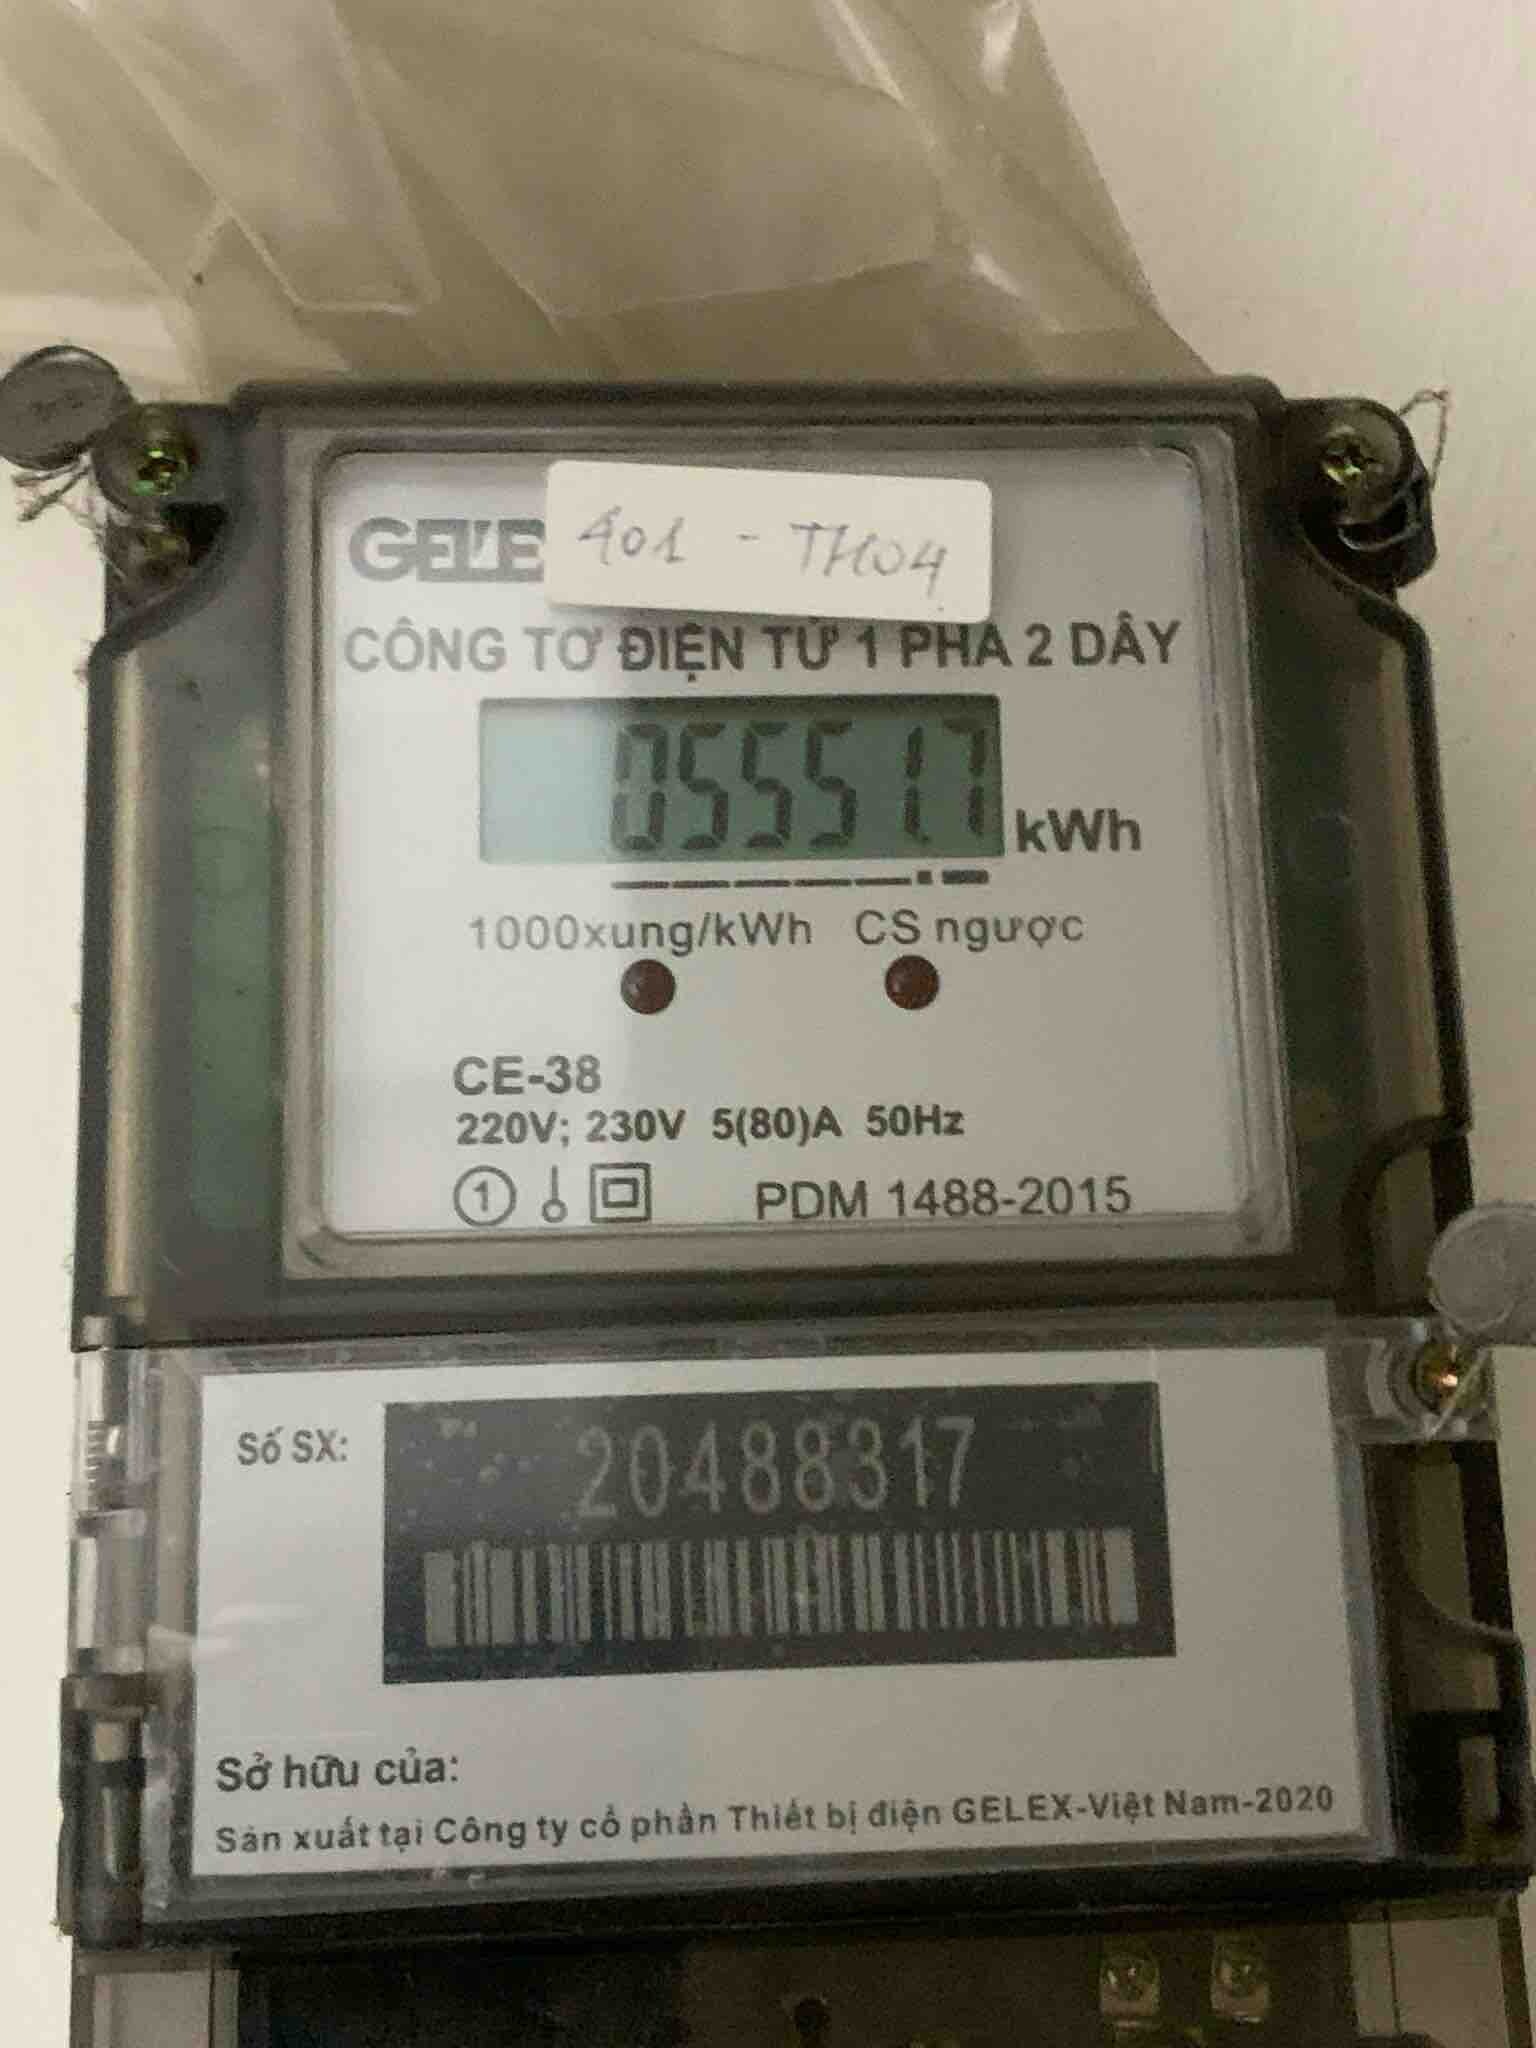 GELE
401 - TH04
CÔNG TƠ ĐIỆN TỬ 1 PHA 2 DÂY
05551.7 kWh
1000xung/kWh CS ngược
CE-38
220V; 230V 5(80)A 50Hz
1 PDM 1488-2015
Số SX: 20488317
Sở hữu của:
Sản xuất tại Công ty cổ phần Thiết bị điện GELEX-Việt Nam-2020